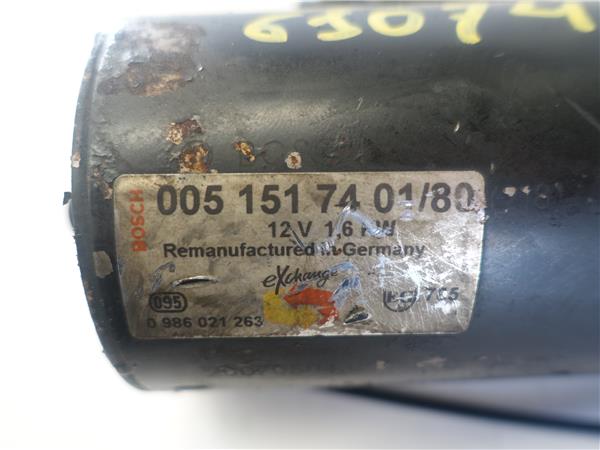 63074
BOSCH
005 151 74 01/80
12 V 1,6 KW
Remanufactured in Germany
eXchange
095
0 986 021 263